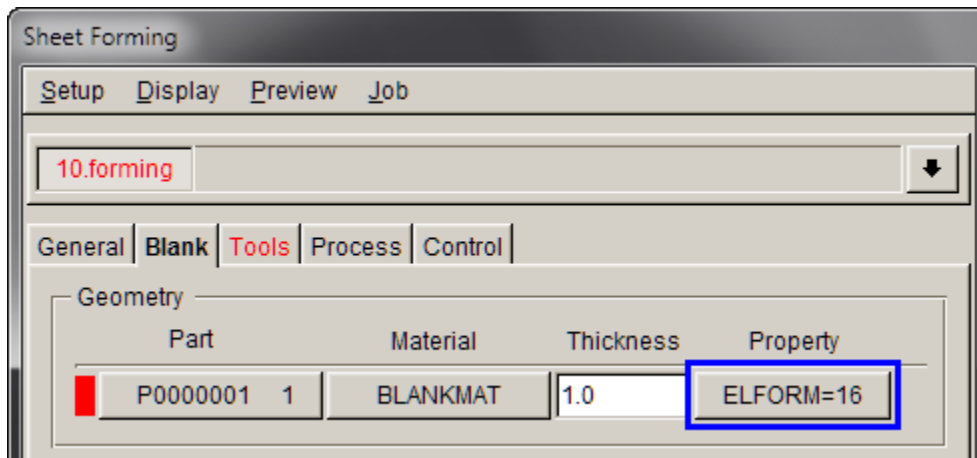 Sheet Forming
Setup Display Preview Job
10.forming
General Blank Tools Process Control
Geometry
Part Material Thickness Property
P0000001 1 BLANKMAT 1.0 ELFORM=16